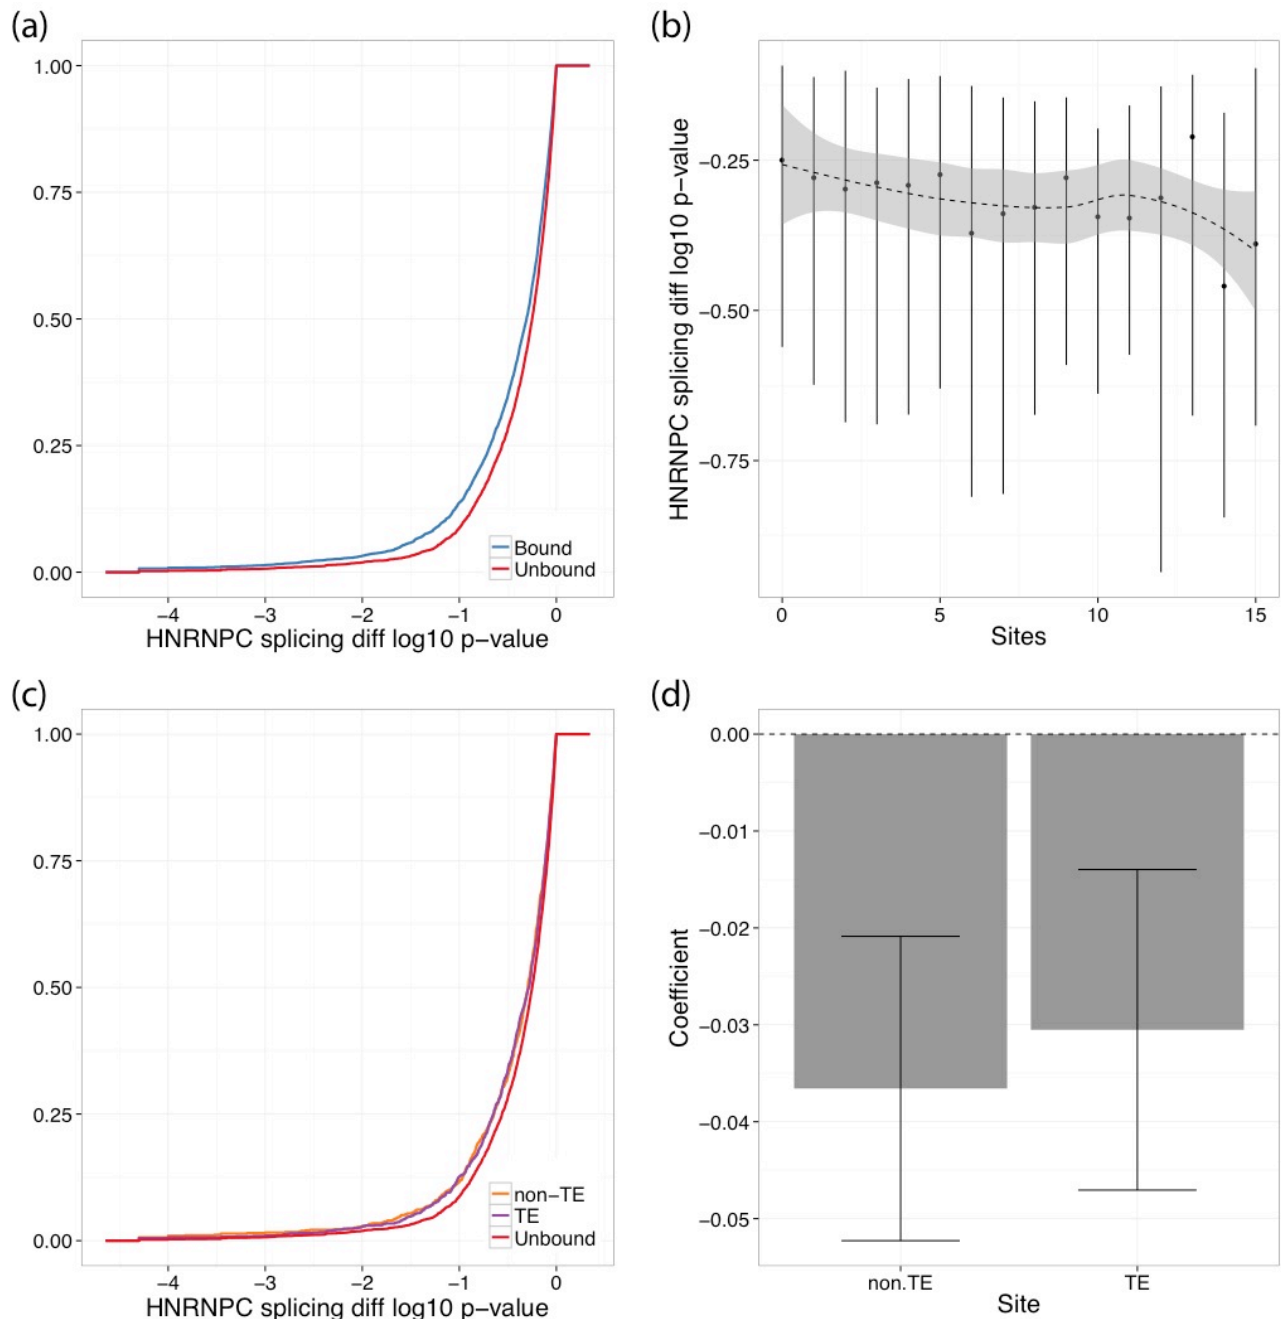 (a)
1.00
0.75
0.50
0.25
0.00
Bound
Unbound
−4 −3 −2 −1 0
HNRNPC splicing diff log10 p−value
(b)
HNRNPC splicing diff log10 p−value
−0.25
−0.50
−0.75
0 5 10 15
Sites
(c)
1.00
0.75
0.50
0.25
0.00
non−TE
TE
Unbound
−4 −3 −2 −1 0
HNRNPC splicing diff log10 p−value
(d)
Coefficient
0.00
−0.01
−0.02
−0.03
−0.04
−0.05
non.TE TE
Site